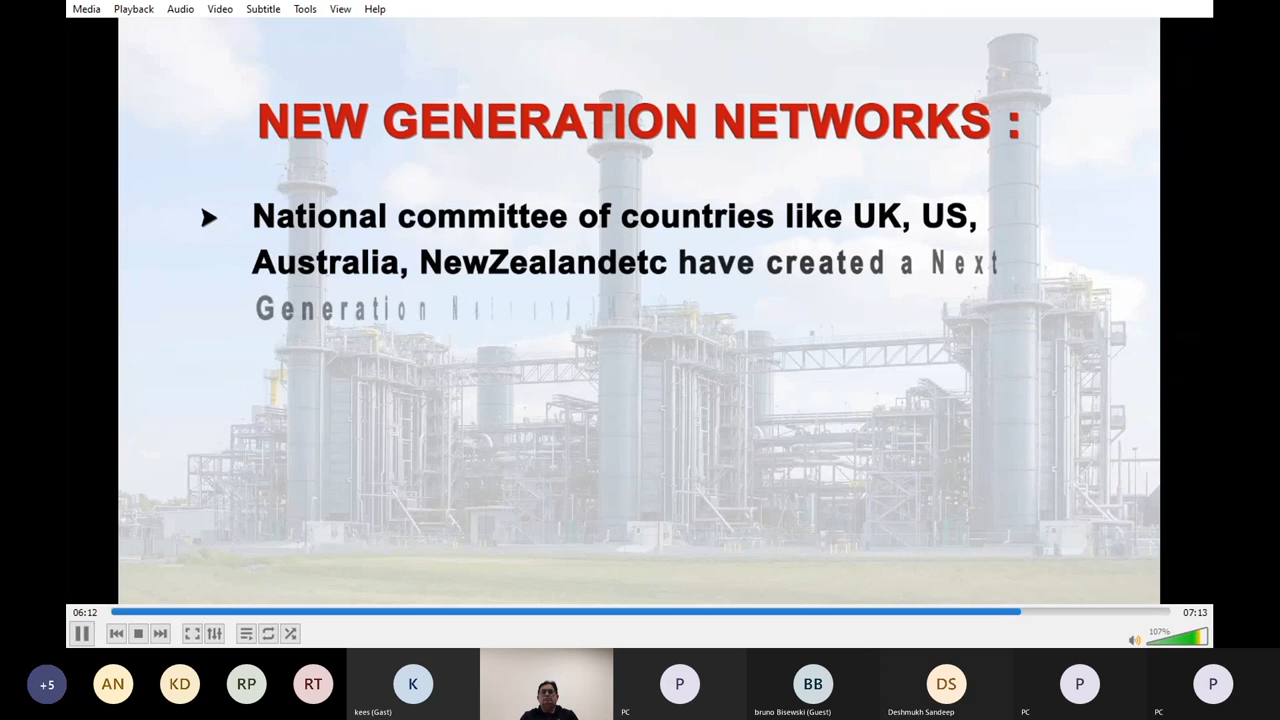 Media Playback Audio Video Subtitle Tools View Help
NEW GENERATION NETWORKS :
➤ National committee of countries like UK, US,
Australia, NewZealandetc have created a Next
Generation
06:12 07:13
107%
+5 AN KD RP RT K P BB DS P P
kees (Gast) PC bruno Bisewski (Guest) Deshmukh Sandeep PC PC